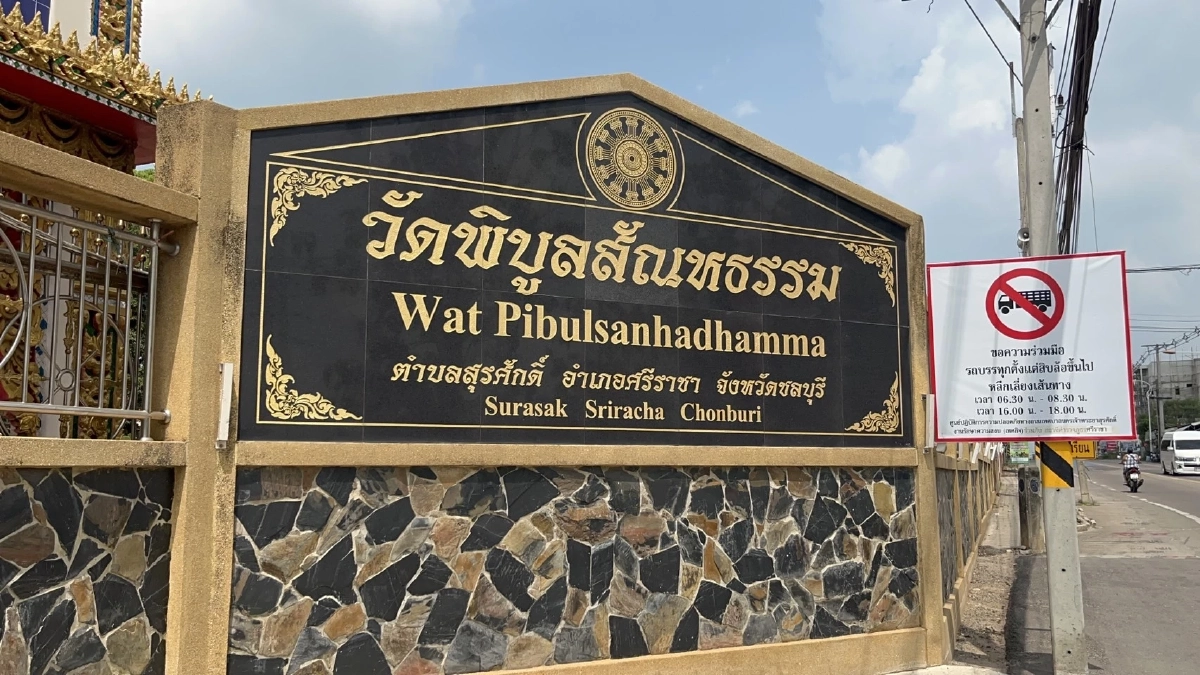 วัดพิบูลสัณหธรรม
Wat Pibulsanhadhamma
ตำบลสุรศักดิ์ อำเภอศรีราชา จังหวัดชลบุรี
Surasak Sriracha Chonburi
ขอความร่วมมือ
รถบรรทุกตั้งแต่สิบล้อขึ้นไป
หลีกเลี่ยงเส้นทาง
เวลา 06.30 น. - 08.30 น.
เวลา 16.00 น. - 18.00 น.